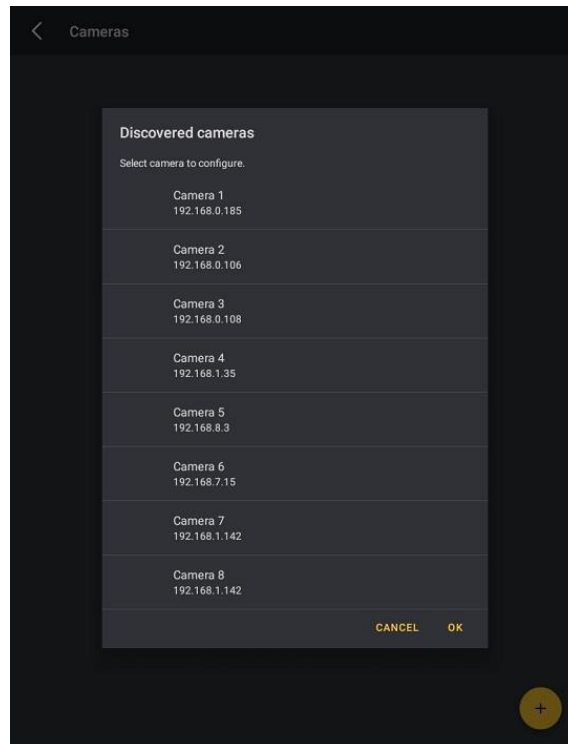 Cameras
Discovered cameras
Select camera to configure.
Camera 1
192.168.0.185
Camera 2
192.168.0.106
Camera 3
192.168.0.108
Camera 4
192.168.1.35
Camera 5
192.168.8.3
Camera 6
192.168.7.15
Camera 7
192.168.1.142
Camera 8
192.168.1.142
CANCEL OK
+